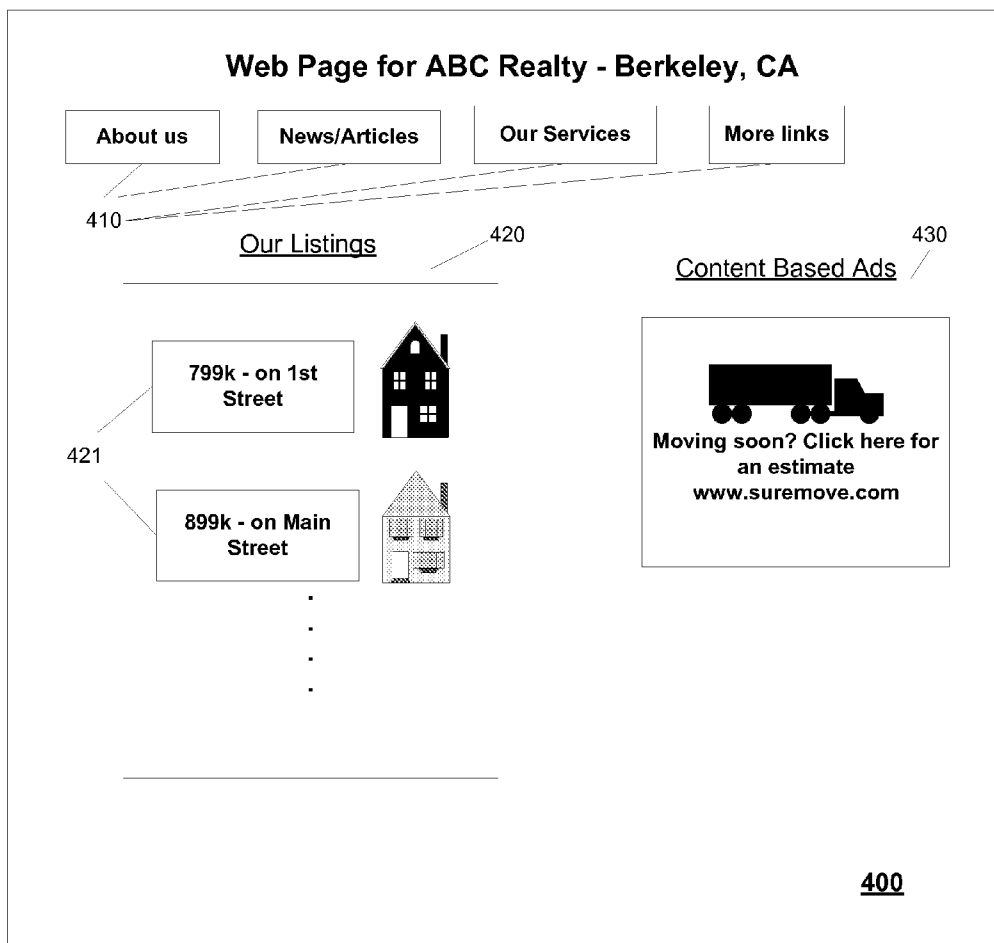 Web Page for ABC Realty - Berkeley, CA
About us
News/Articles
Our Services
More links
410
Our Listings
420
430
Content Based Ads
799k - on 1st
Street
421
899k - on Main
Street
Moving soon? Click here for
an estimate
www.suremove.com
400